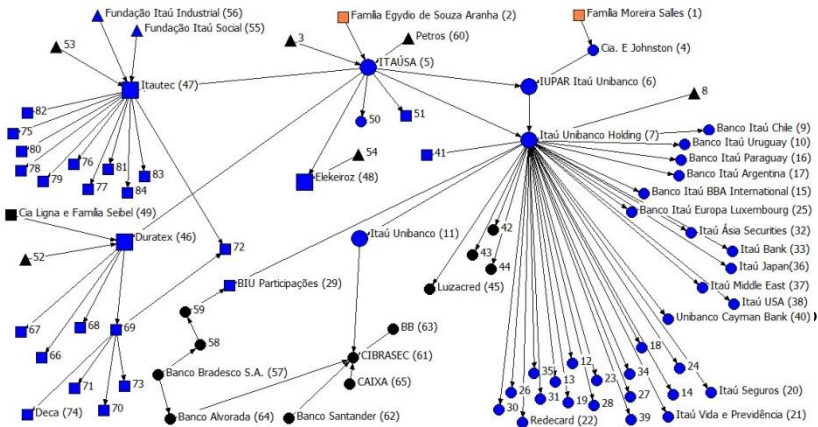 Fundação Itaú Industrial (56)
Fundação Itaú Social (55)
Família Egydio de Souza Aranha (2)
Família Moreira Salles (1)
53
3
Petros (60)
Cia. E Johnston (4)
Itautec (47)
ITAÚSA (5)
IUPAR Itaú Unibanco (6)
8
82
50
51
75
Itau Unibanco Holding (7)
Banco Itaú Chile (9)
80
41
Banco Itaú Uruguay (10)
54
Banco Itaú Paraguay (16)
78
76
81
83
Banco Itaú Argentina (17)
79
77
84
Elekeiroz (48)
Banco Itaú BBA International (15)
Banco Itaú Europa Luxembourg (25)
Cia Ligna e Família Seibel (49)
42
Itaú Ásia Securities (32)
Duratex (46)
72
Itaú Unibanco (11)
43
Itaú Bank (33)
52
44
Itaú Japan(36)
BIU Participações (29)
Luizacred (45)
Itaú Middle East (37)
59
Itaú USA (38)
67
68
69
BB (63)
Unibanco Cayman Bank (40)
58
66
CIBRASEC (61)
18
12
24
71
73
Banco Bradesco S.A. (57)
CAIXA (65)
35
13
23
34
26
31
27
14
Itaú Seguros (20)
Deca (74)
70
Banco Alvorada (64)
Banco Santander (62)
30
19
28
Redecard (22)
39
Itaú Vida e Previdência (21)